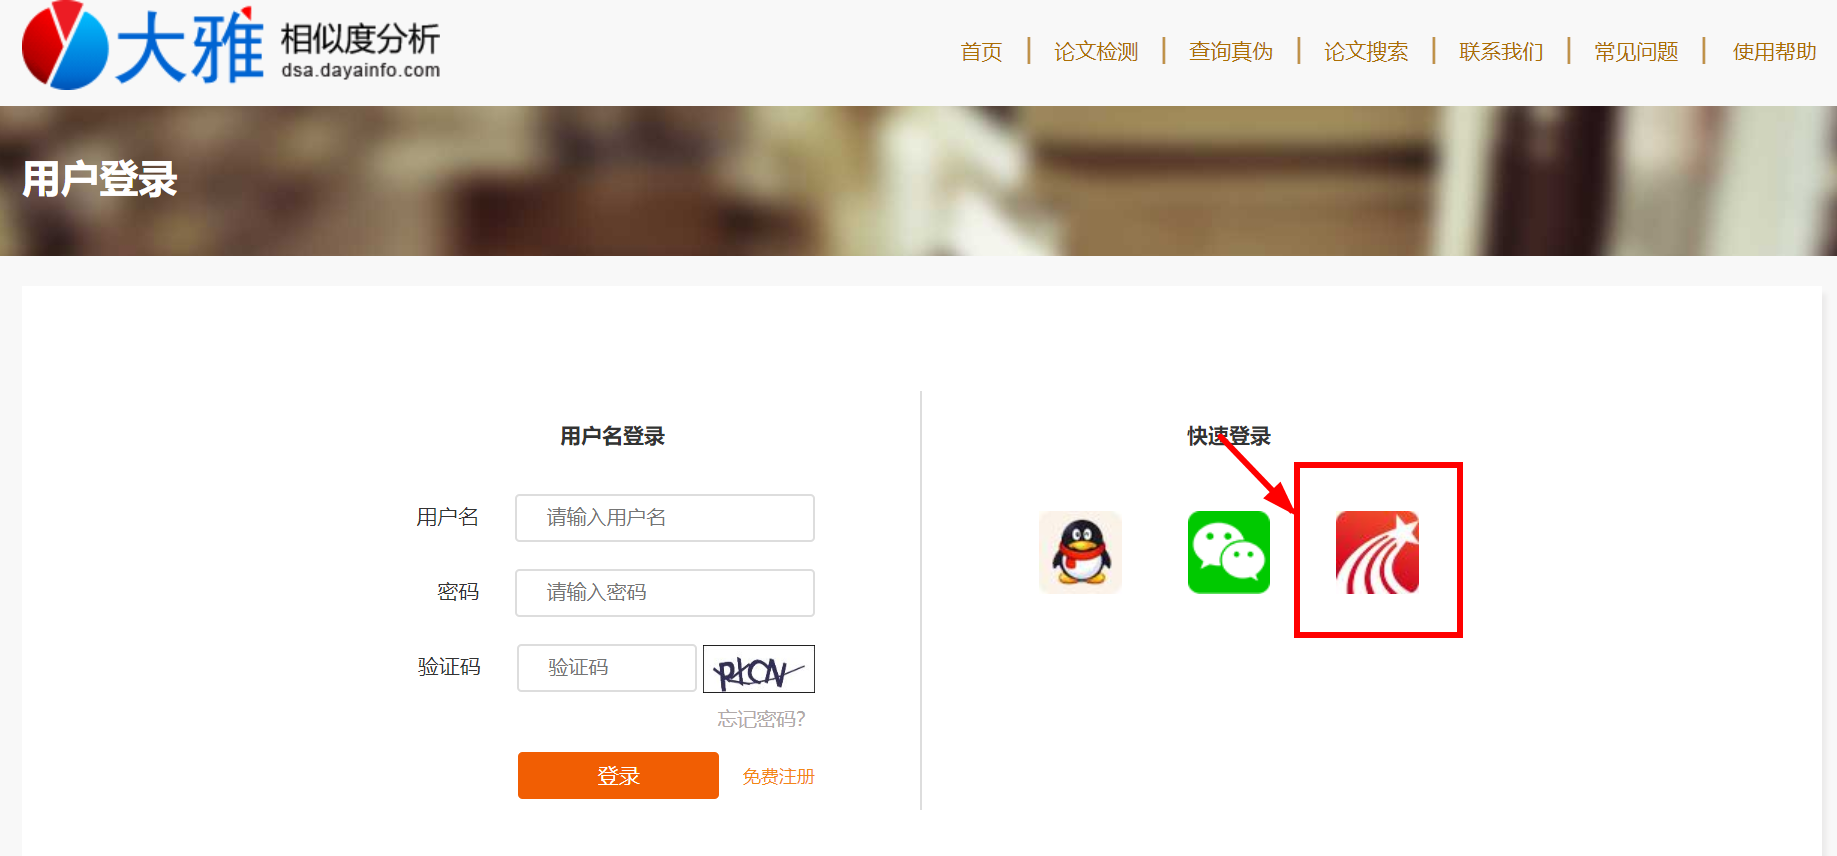 大雅 相似度分析
dsa.dayainfo.com
首页 | 论文检测 | 查询真伪 | 论文搜索 | 联系我们 | 常见问题 | 使用帮助
用户登录
用户名登录
用户名 请输入用户名
密码 请输入密码
验证码 验证码
忘记密码?
登录 免费注册
快速登录